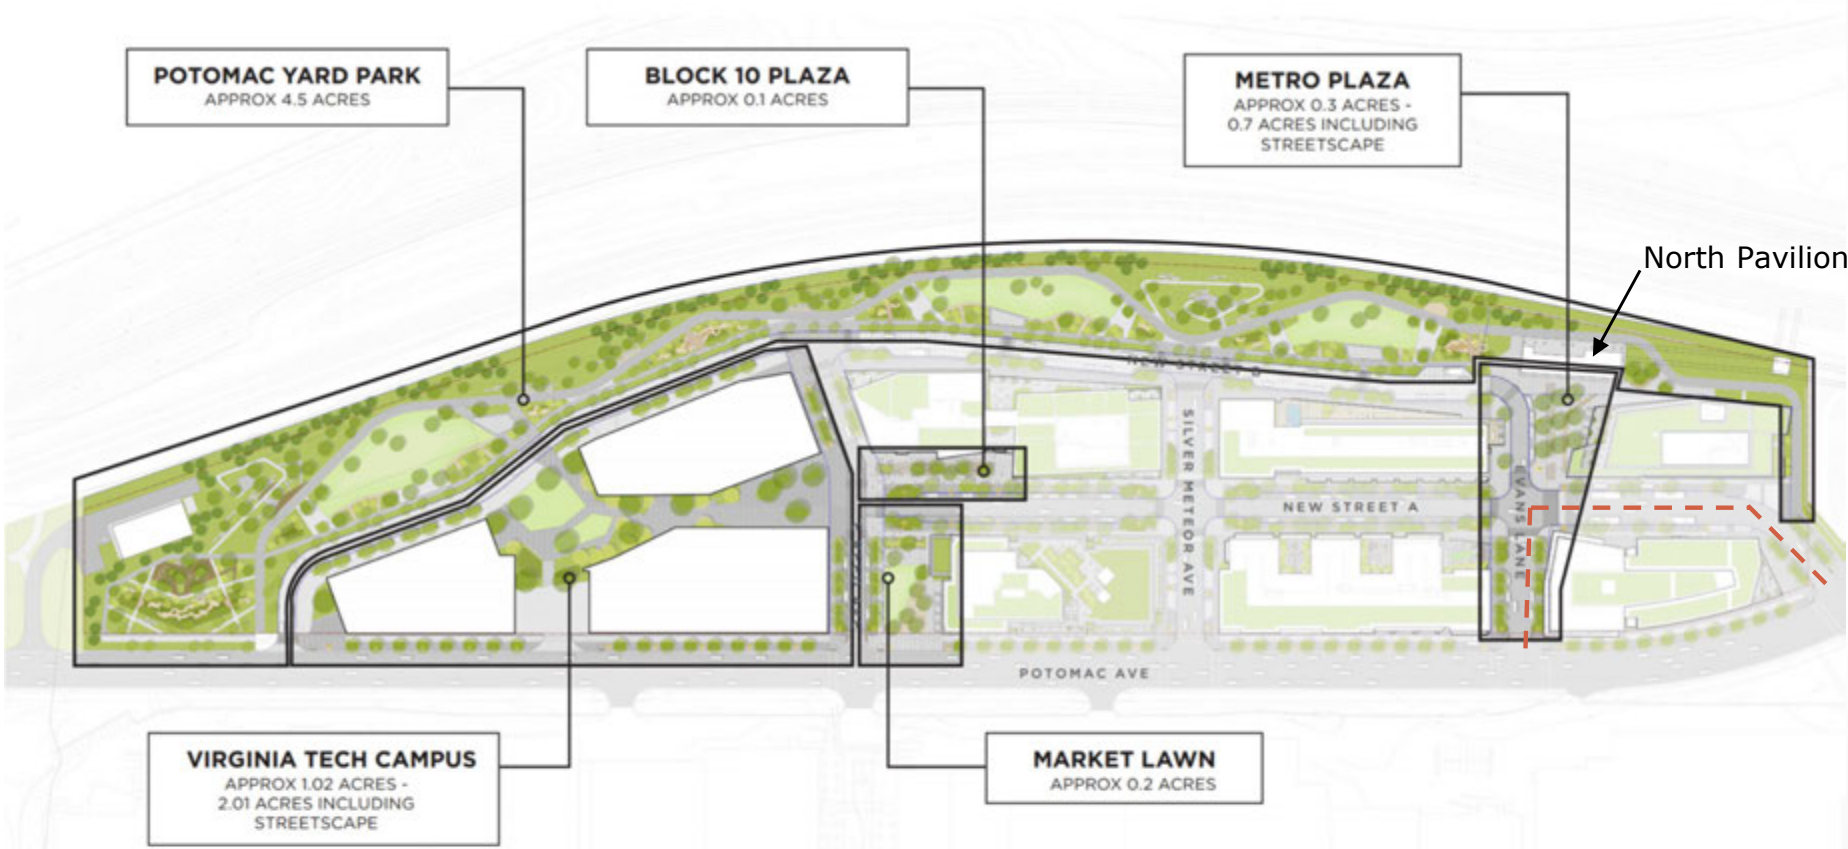 POTOMAC YARD PARK
APPROX 4.5 ACRES
BLOCK 10 PLAZA
APPROX 0.1 ACRES
METRO PLAZA
APPROX 0.3 ACRES -
0.7 ACRES INCLUDING
STREETSCAPE
North Pavilion
NEW STREET B
SILVER METEOR AVE
NEW STREET A
EVANS LANE
POTOMAC AVE
VIRGINIA TECH CAMPUS
APPROX 1.02 ACRES -
2.01 ACRES INCLUDING
STREETSCAPE
MARKET LAWN
APPROX 0.2 ACRES